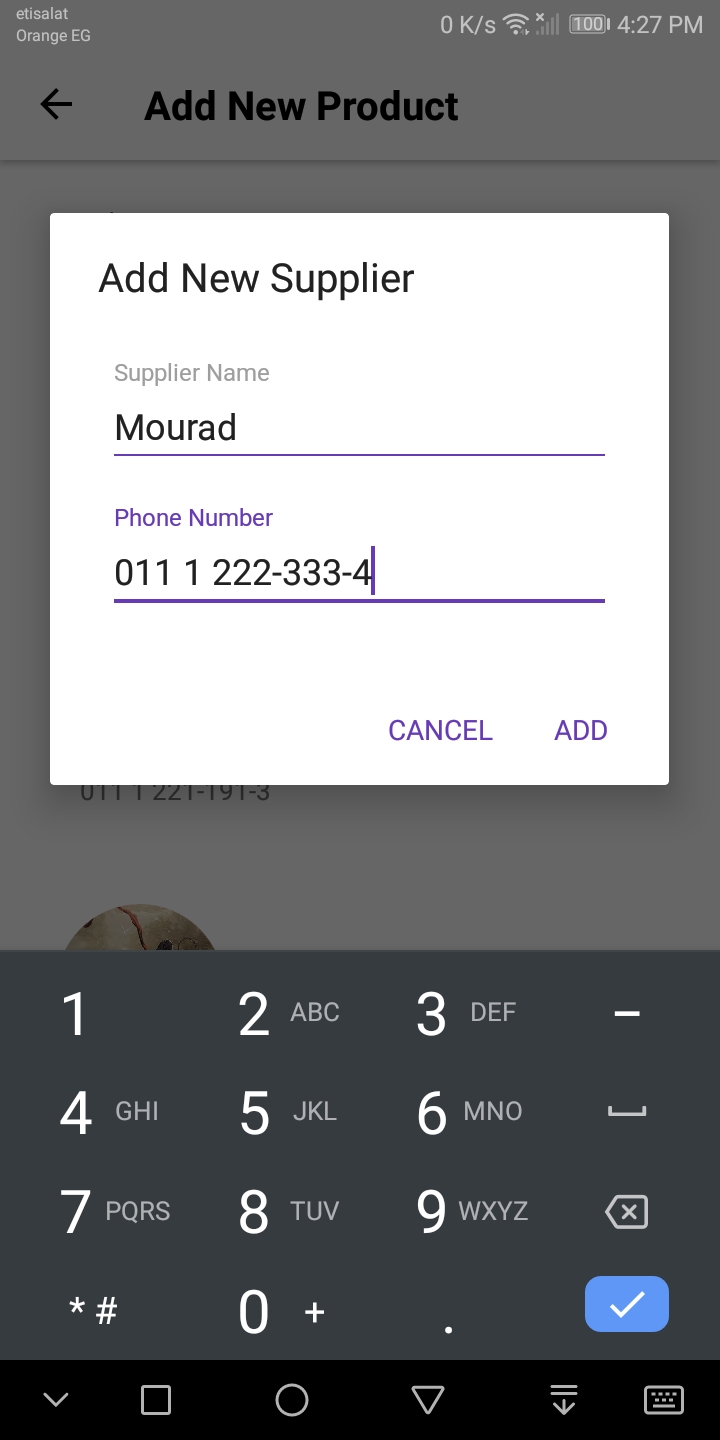 etisalat
Orange EG
0 K/s 100 4:27 PM
Add New Product
Add New Supplier
Supplier Name
Mourad
Phone Number
011 1 222-333-4
CANCEL ADD
011 1 221-191-3
1 2 ABC 3 DEF -
4 GHI 5 JKL 6 MNO
7 PQRS 8 TUV 9 WXYZ
* # 0 + .